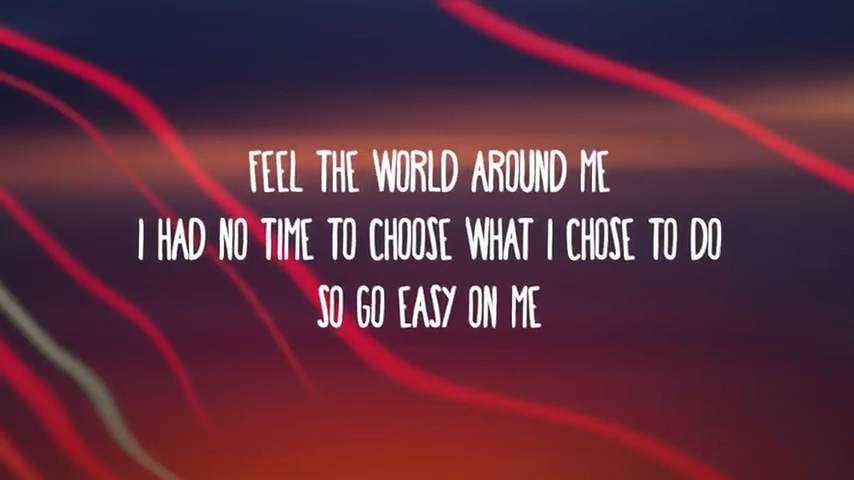 FEEL THE WORLD AROUND ME
I HAD NO TIME TO CHOOSE WHAT I CHOSE TO DO
SO GO EASY ON ME